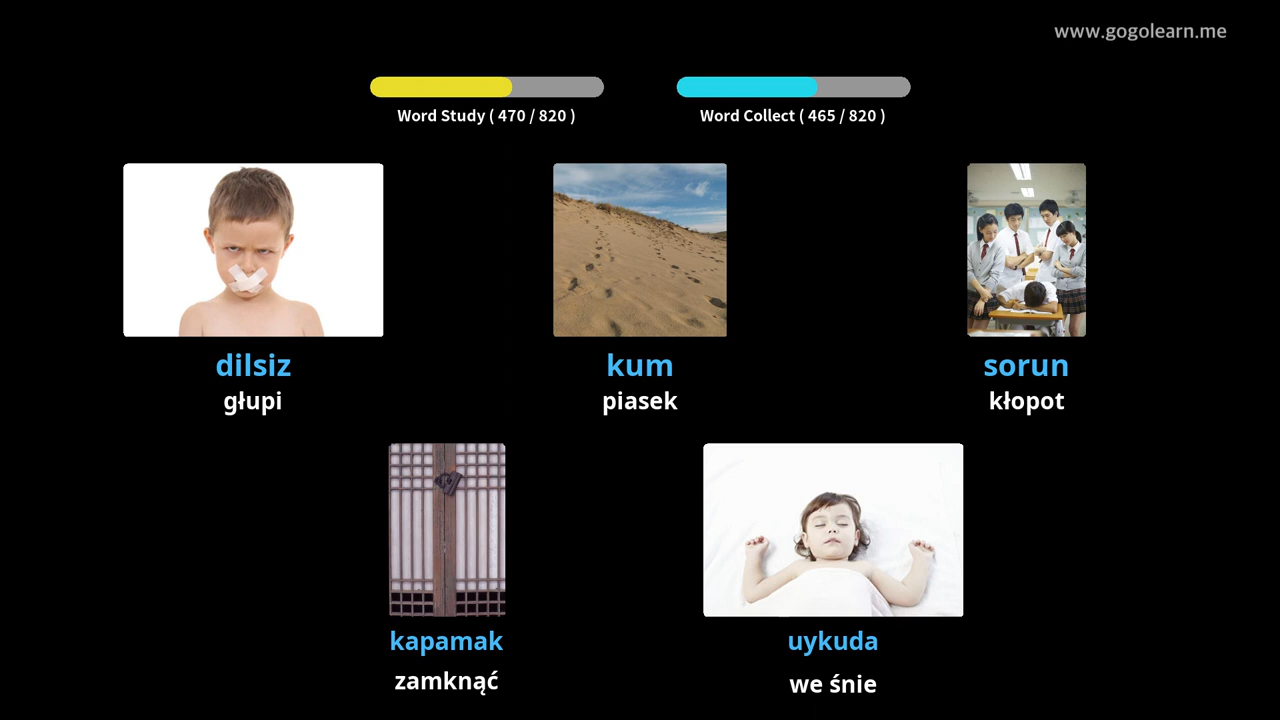 www.gogolearn.me
Word Study ( 470 / 820 )
Word Collect ( 465 / 820 )
dilsiz
głupi
kum
piasek
sorun
kłopot
kapamak
zamknąć
uykuda
we śnie